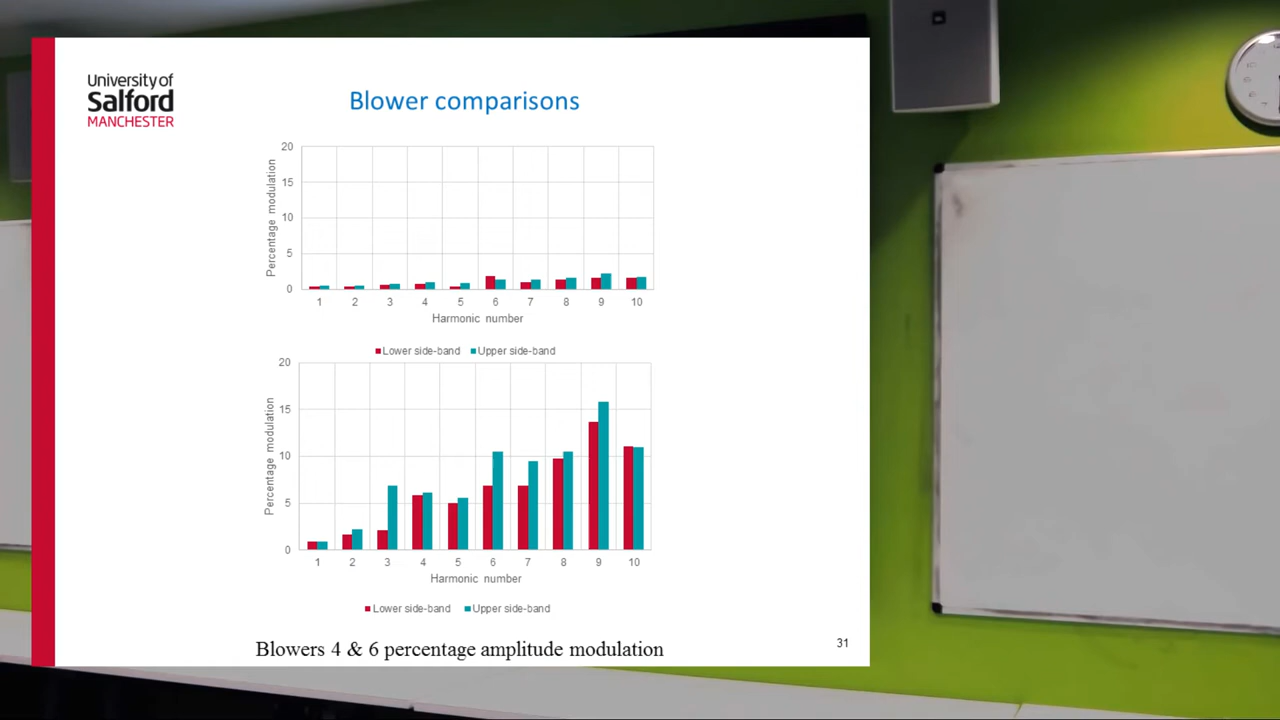 University of
Salford
MANCHESTER
Blower comparisons
20
15
10
5
0
Percentage modulation
1 2 3 4 5 6 7 8 9 10
Harmonic number
Lower side-band Upper side-band
20
15
10
5
0
Percentage modulation
1 2 3 4 5 6 7 8 9 10
Harmonic number
Lower side-band Upper side-band
Blowers 4 & 6 percentage amplitude modulation
31